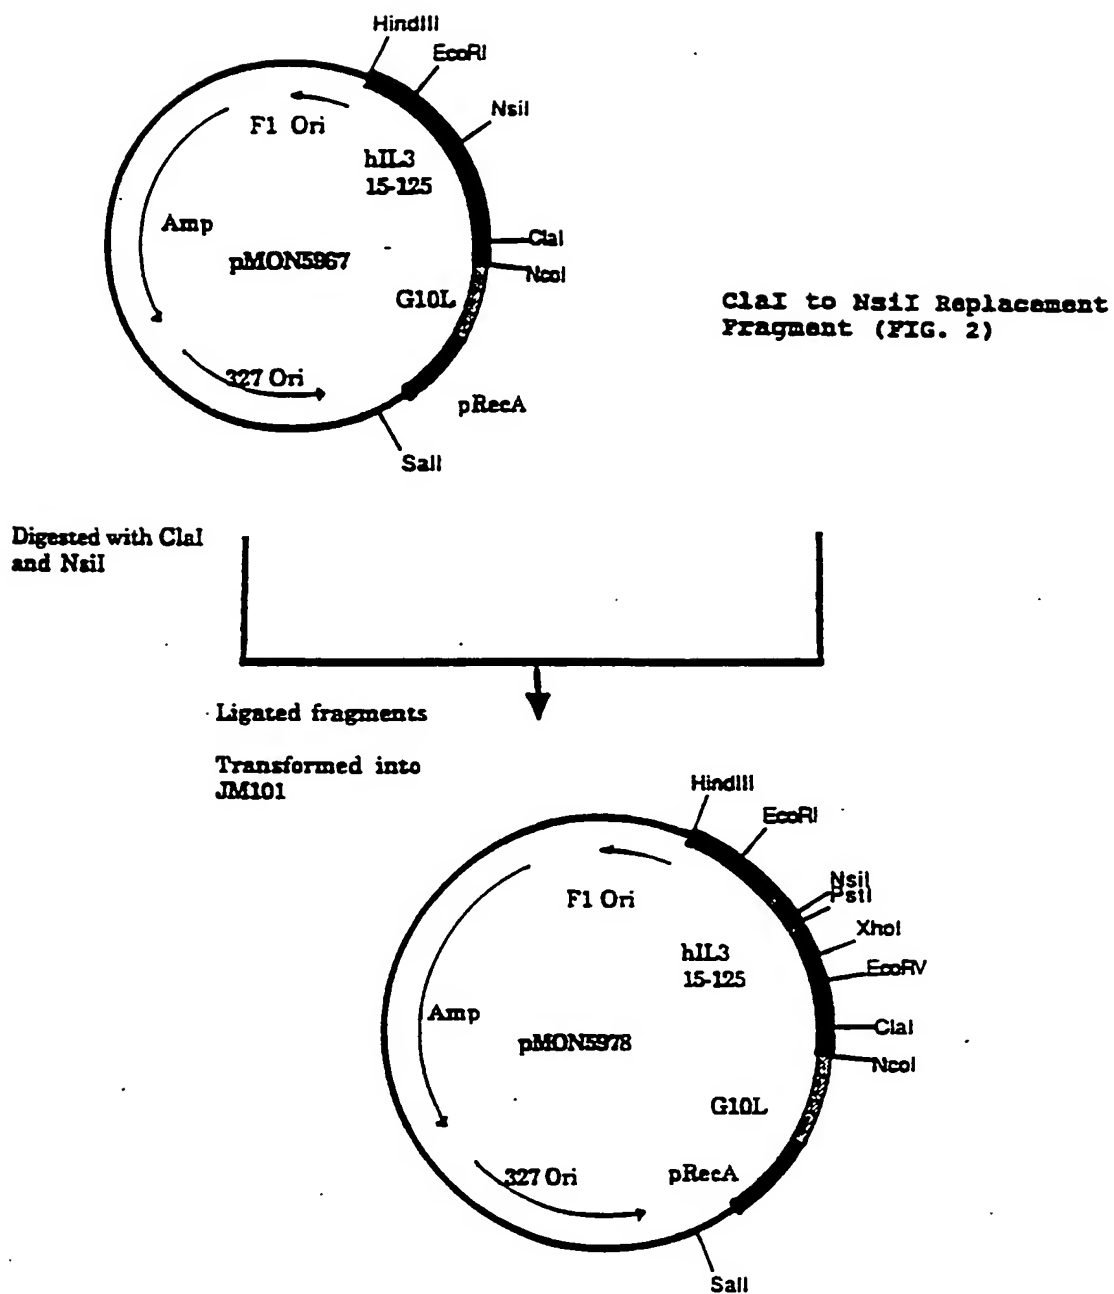 HindIII
EcoRI
NsiI
F1 Ori
hIL3
15-125
Amp
pMON5967
ClaI
NcoI
G10L
327 Ori
pRecA
SalI
ClaI to NsiI Replacement
Fragment (FIG. 2)
Digested with ClaI
and NsiI
Ligated fragments
Transformed into
JM101
HindIII
EcoRI
NsiI
PstI
XhoI
EcoRV
F1 Ori
hIL3
15-125
Amp
pMON5978
ClaI
NcoI
G10L
327 Ori
pRecA
SalI